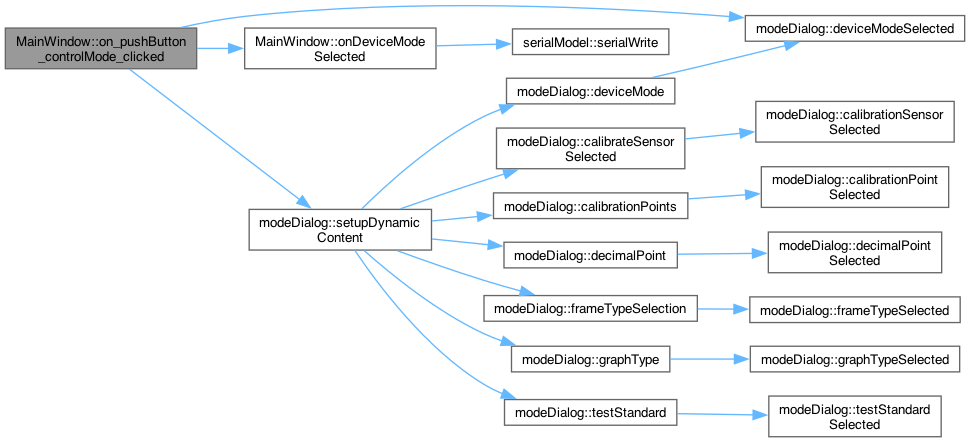 MainWindow::on_pushButton
_controlMode_clicked
MainWindow::onDeviceMode
Selected
serialModel::serialWrite
modeDialog::deviceModeSelected
modeDialog::setupDynamic
Content
modeDialog::deviceMode
modeDialog::calibrateSensor
Selected
modeDialog::calibrationSensor
Selected
modeDialog::calibrationPoints
modeDialog::calibrationPoint
Selected
modeDialog::decimalPoint
modeDialog::decimalPoint
Selected
modeDialog::frameTypeSelection
modeDialog::frameTypeSelected
modeDialog::graphType
modeDialog::graphTypeSelected
modeDialog::testStandard
modeDialog::testStandard
Selected